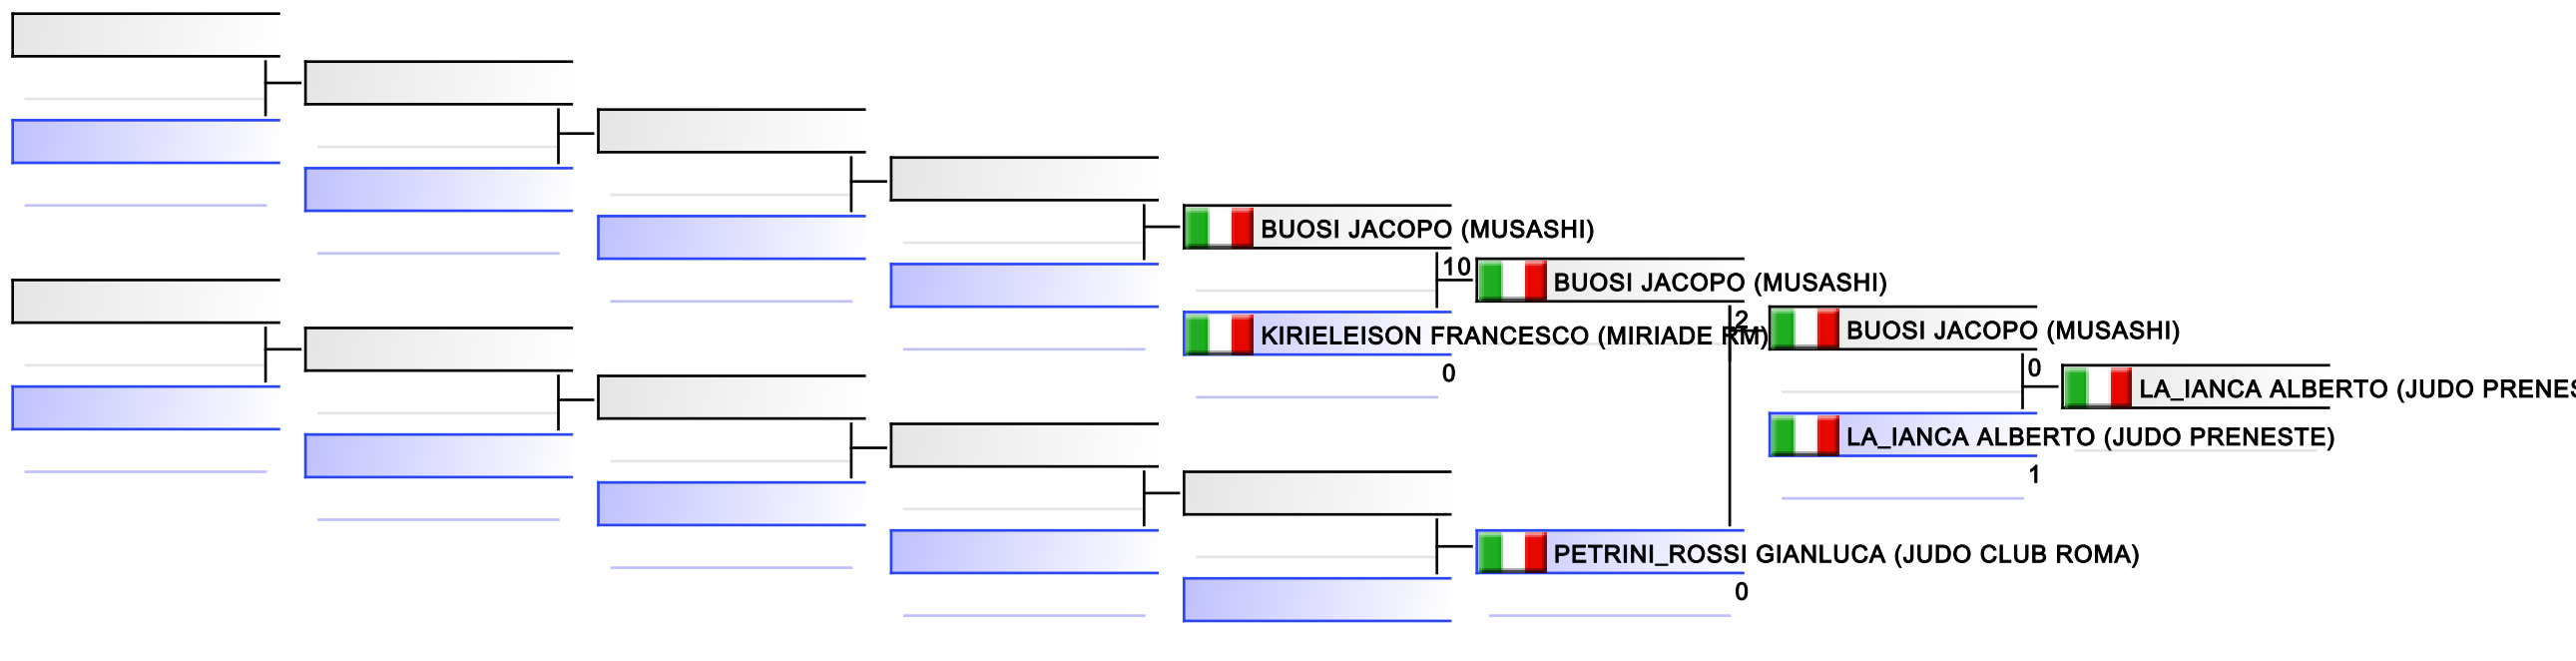 BUOSI JACOPO (MUSASHI)
10
BUOSI JACOPO (MUSASHI)
KIRIELEISON FRANCESCO (MIRIADE RM)
0
2
BUOSI JACOPO (MUSASHI)
0
LA_IANCA ALBERTO (JUDO PRENES
LA_IANCA ALBERTO (JUDO PRENESTE)
1
PETRINI_ROSSI GIANLUCA (JUDO CLUB ROMA)
0